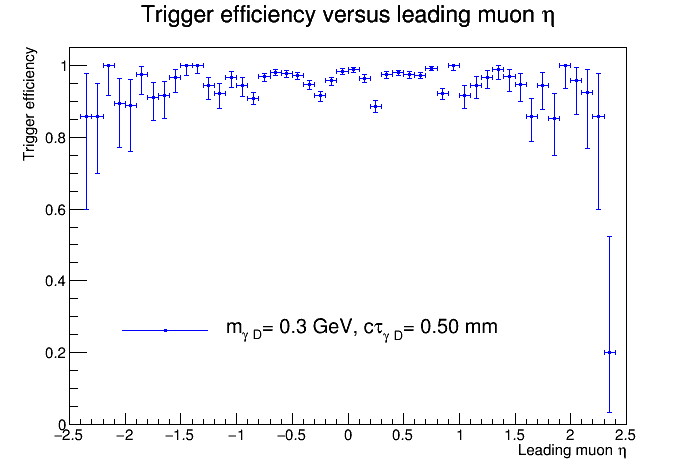 Trigger efficiency versus leading muon η
Trigger efficiency
1
0.8
0.6
0.4
0.2
0
m_γ D= 0.3 GeV, cτ_γ D= 0.50 mm
−2.5 −2 −1.5 −1 −0.5 0 0.5 1 1.5 2 2.5
Leading muon η